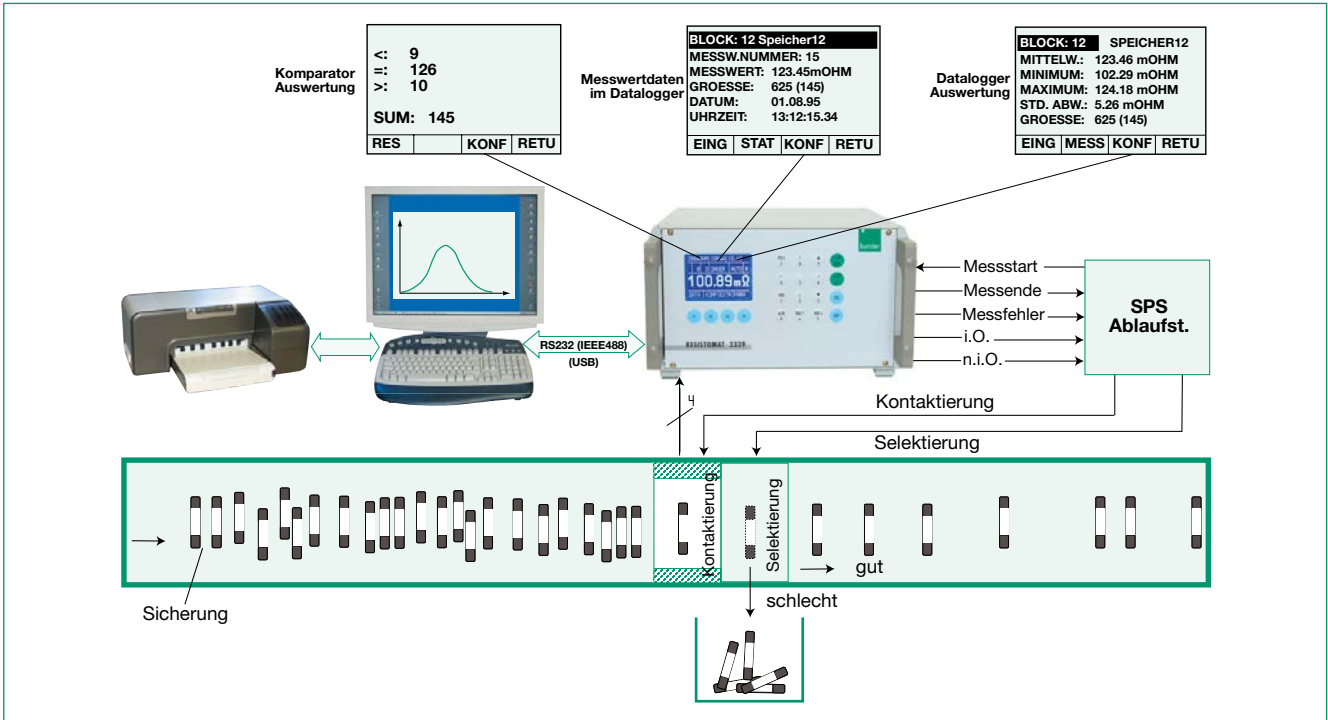 Komparator
Auswertung
<: 9
=: 126
>: 10
SUM: 145
RES KONF RETU
Messwertdaten
im Datalogger
BLOCK: 12 Speicher12
MESSW.NUMMER: 15
MESSWERT: 123.45mOHM
GROESSE: 625 (145)
DATUM: 01.08.95
UHRZEIT: 13:12:15.34
EING STAT KONF RETU
Datalogger
Auswertung
BLOCK: 12 SPEICHER12
MITTELW.: 123.46 mOHM
MINIMUM: 102.29 mOHM
MAXIMUM: 124.18 mOHM
STD. ABW.: 5.26 mOHM
GROESSE: 625 (145)
EING MESS KONF RETU
burster
100.89mΩ
RESISTOMAT 2329
RS232 (IEEE488)
(USB)
Messstart
Messende
Messfehler
i.O.
n.i.O.
SPS
Ablaufst.
4
Kontaktierung
Selektierung
Kontaktierung
Selektierung
gut
Sicherung
schlecht